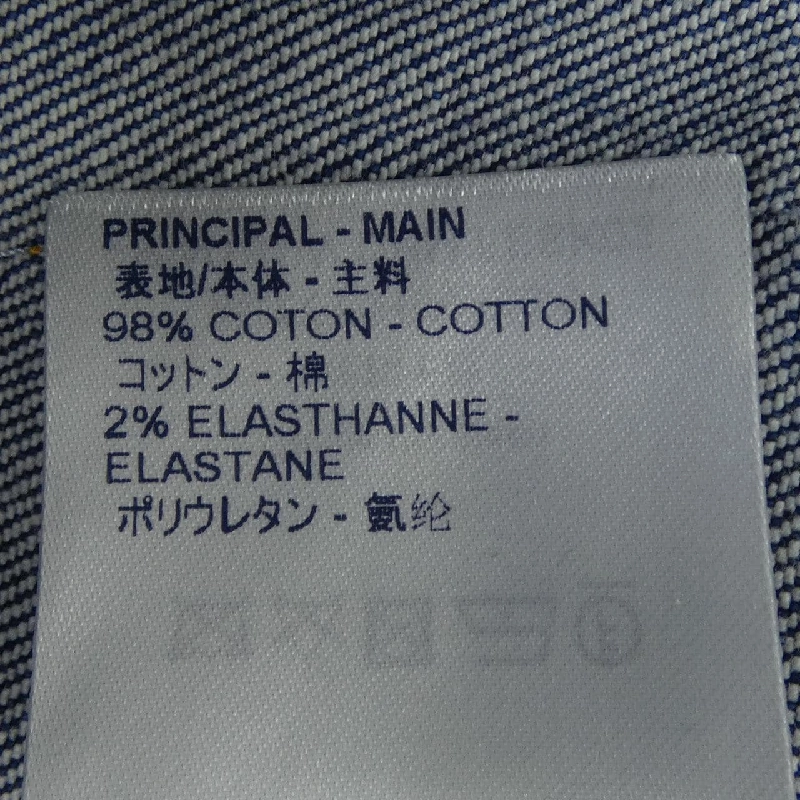 PRINCIPAL - MAIN
表地/本体 - 主料
98% COTON - COTTON
コットン - 棉
2% ELASTHANNE -
ELASTANE
ポリウレタン - 氨纶